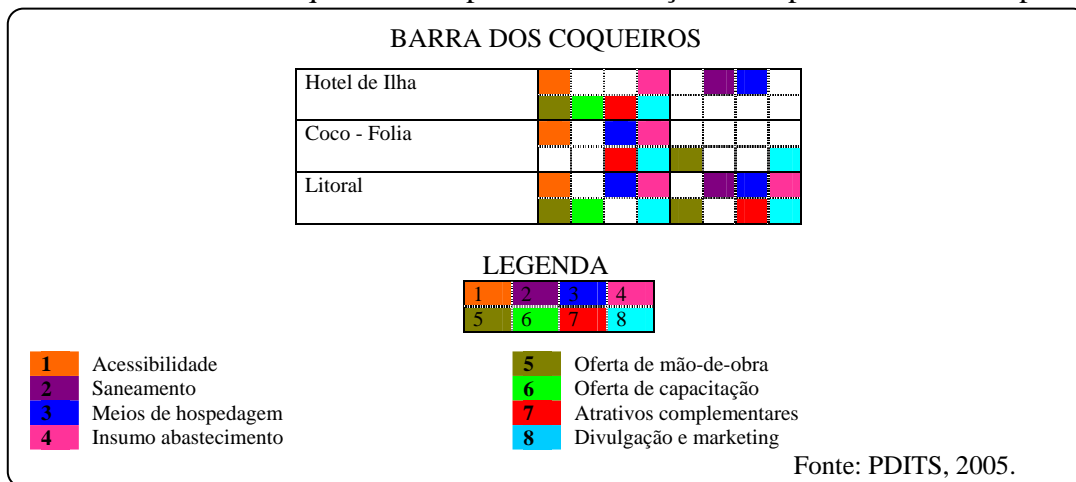 BARRA DOS COQUEIROS
Hotel de Ilha
Coco - Folia
Litoral
LEGENDA
1 2 3 4
5 6 7 8
1 Acessibilidade
2 Saneamento
3 Meios de hospedagem
4 Insumo abastecimento
5 Oferta de mão-de-obra
6 Oferta de capacitação
7 Atrativos complementares
8 Divulgação e marketing
Fonte: PDITS, 2005.